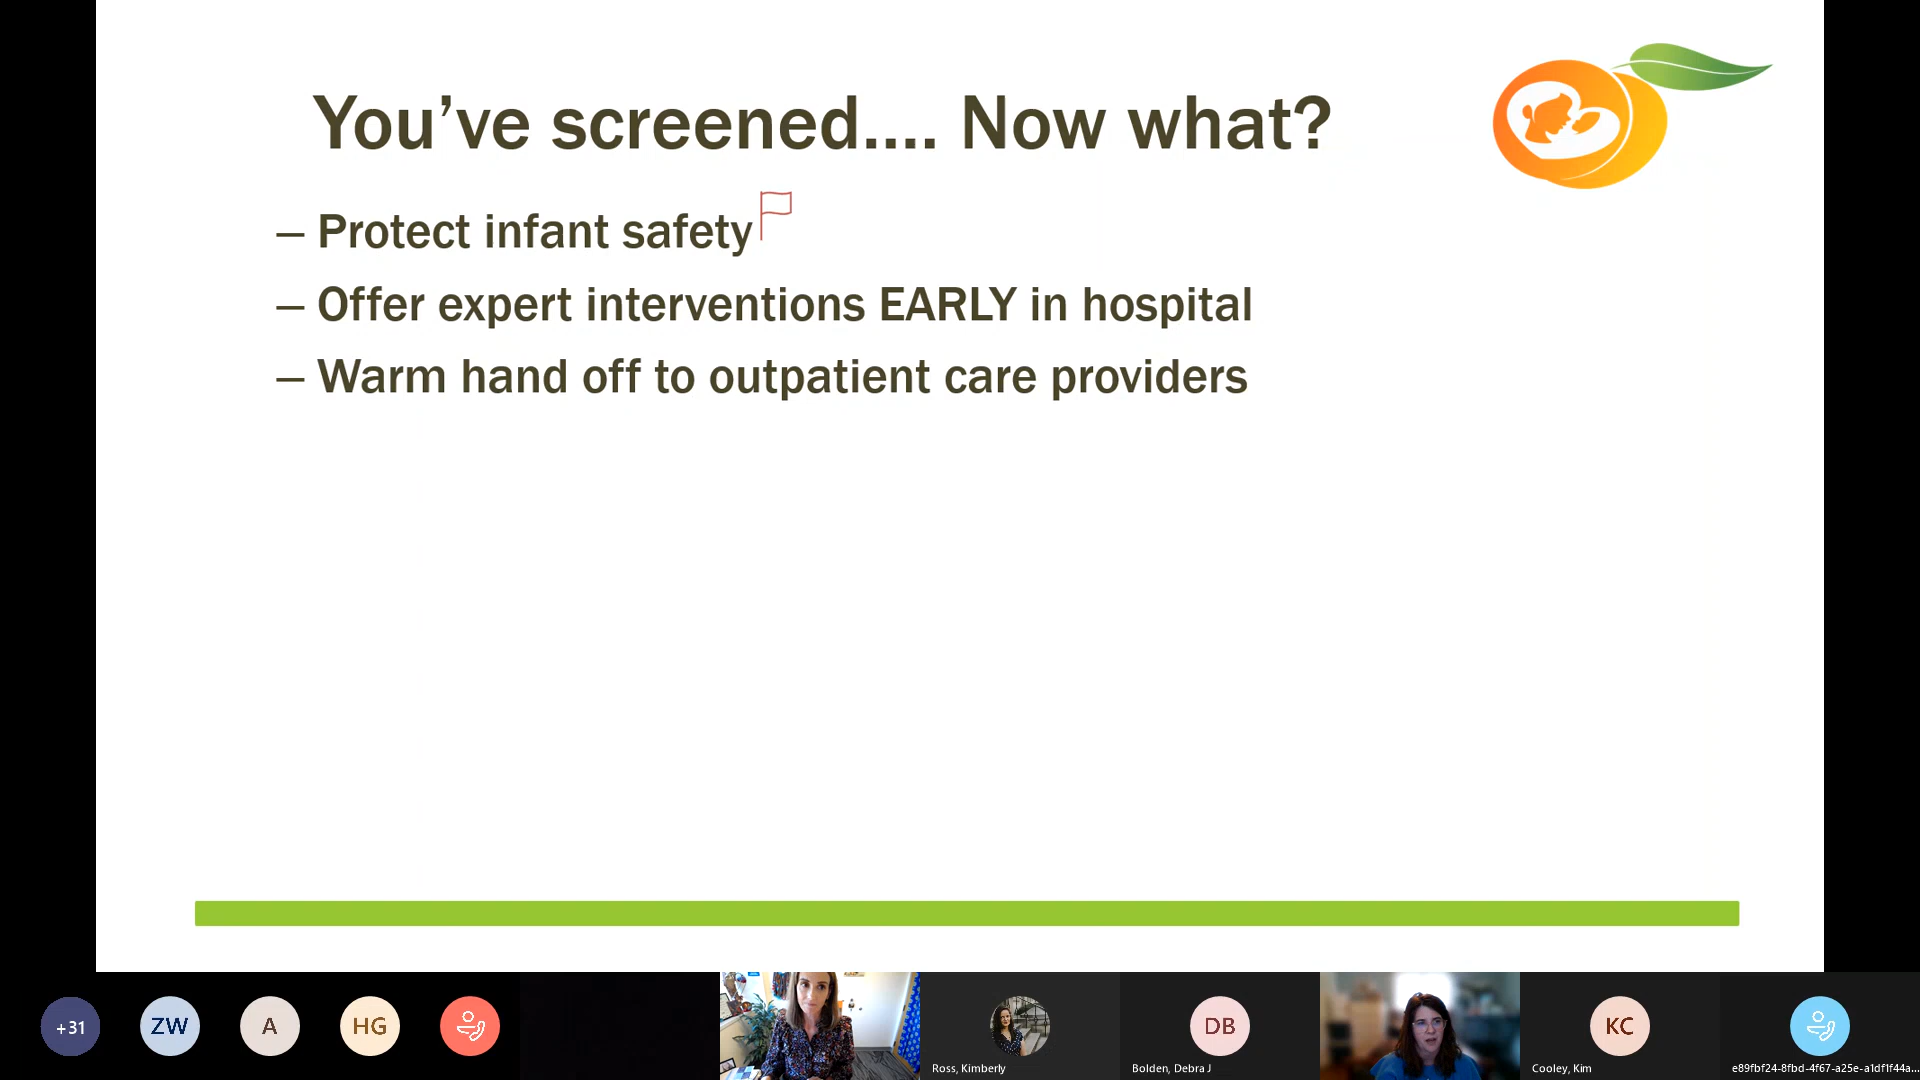 You’ve screened.... Now what?
– Protect infant safety
– Offer expert interventions EARLY in hospital
– Warm hand off to outpatient care providers
+31
ZW
A
HG
DB
KC
Ross, Kimberly
Bolden, Debra J
Cooley, Kim
e89fbf24-8fbd-4f67-a25e-a1df1f44a...